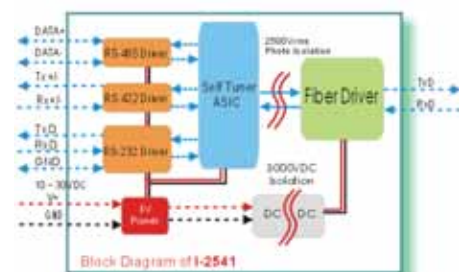 DATA+
DATA-
Tx+/-
Rx+/-
TxD
RxD
GND
10 ~ 30VDC
V+
GND
RS-485 Driver
RS-422 Driver
RS-232 Driver
5V
Power
Self Tuner
ASIC
2500Vrms
Photo Isolation
Fiber Driver
3000VDC
Isolation
DC DC
TxD
RxD
Block Diagram of I-2541